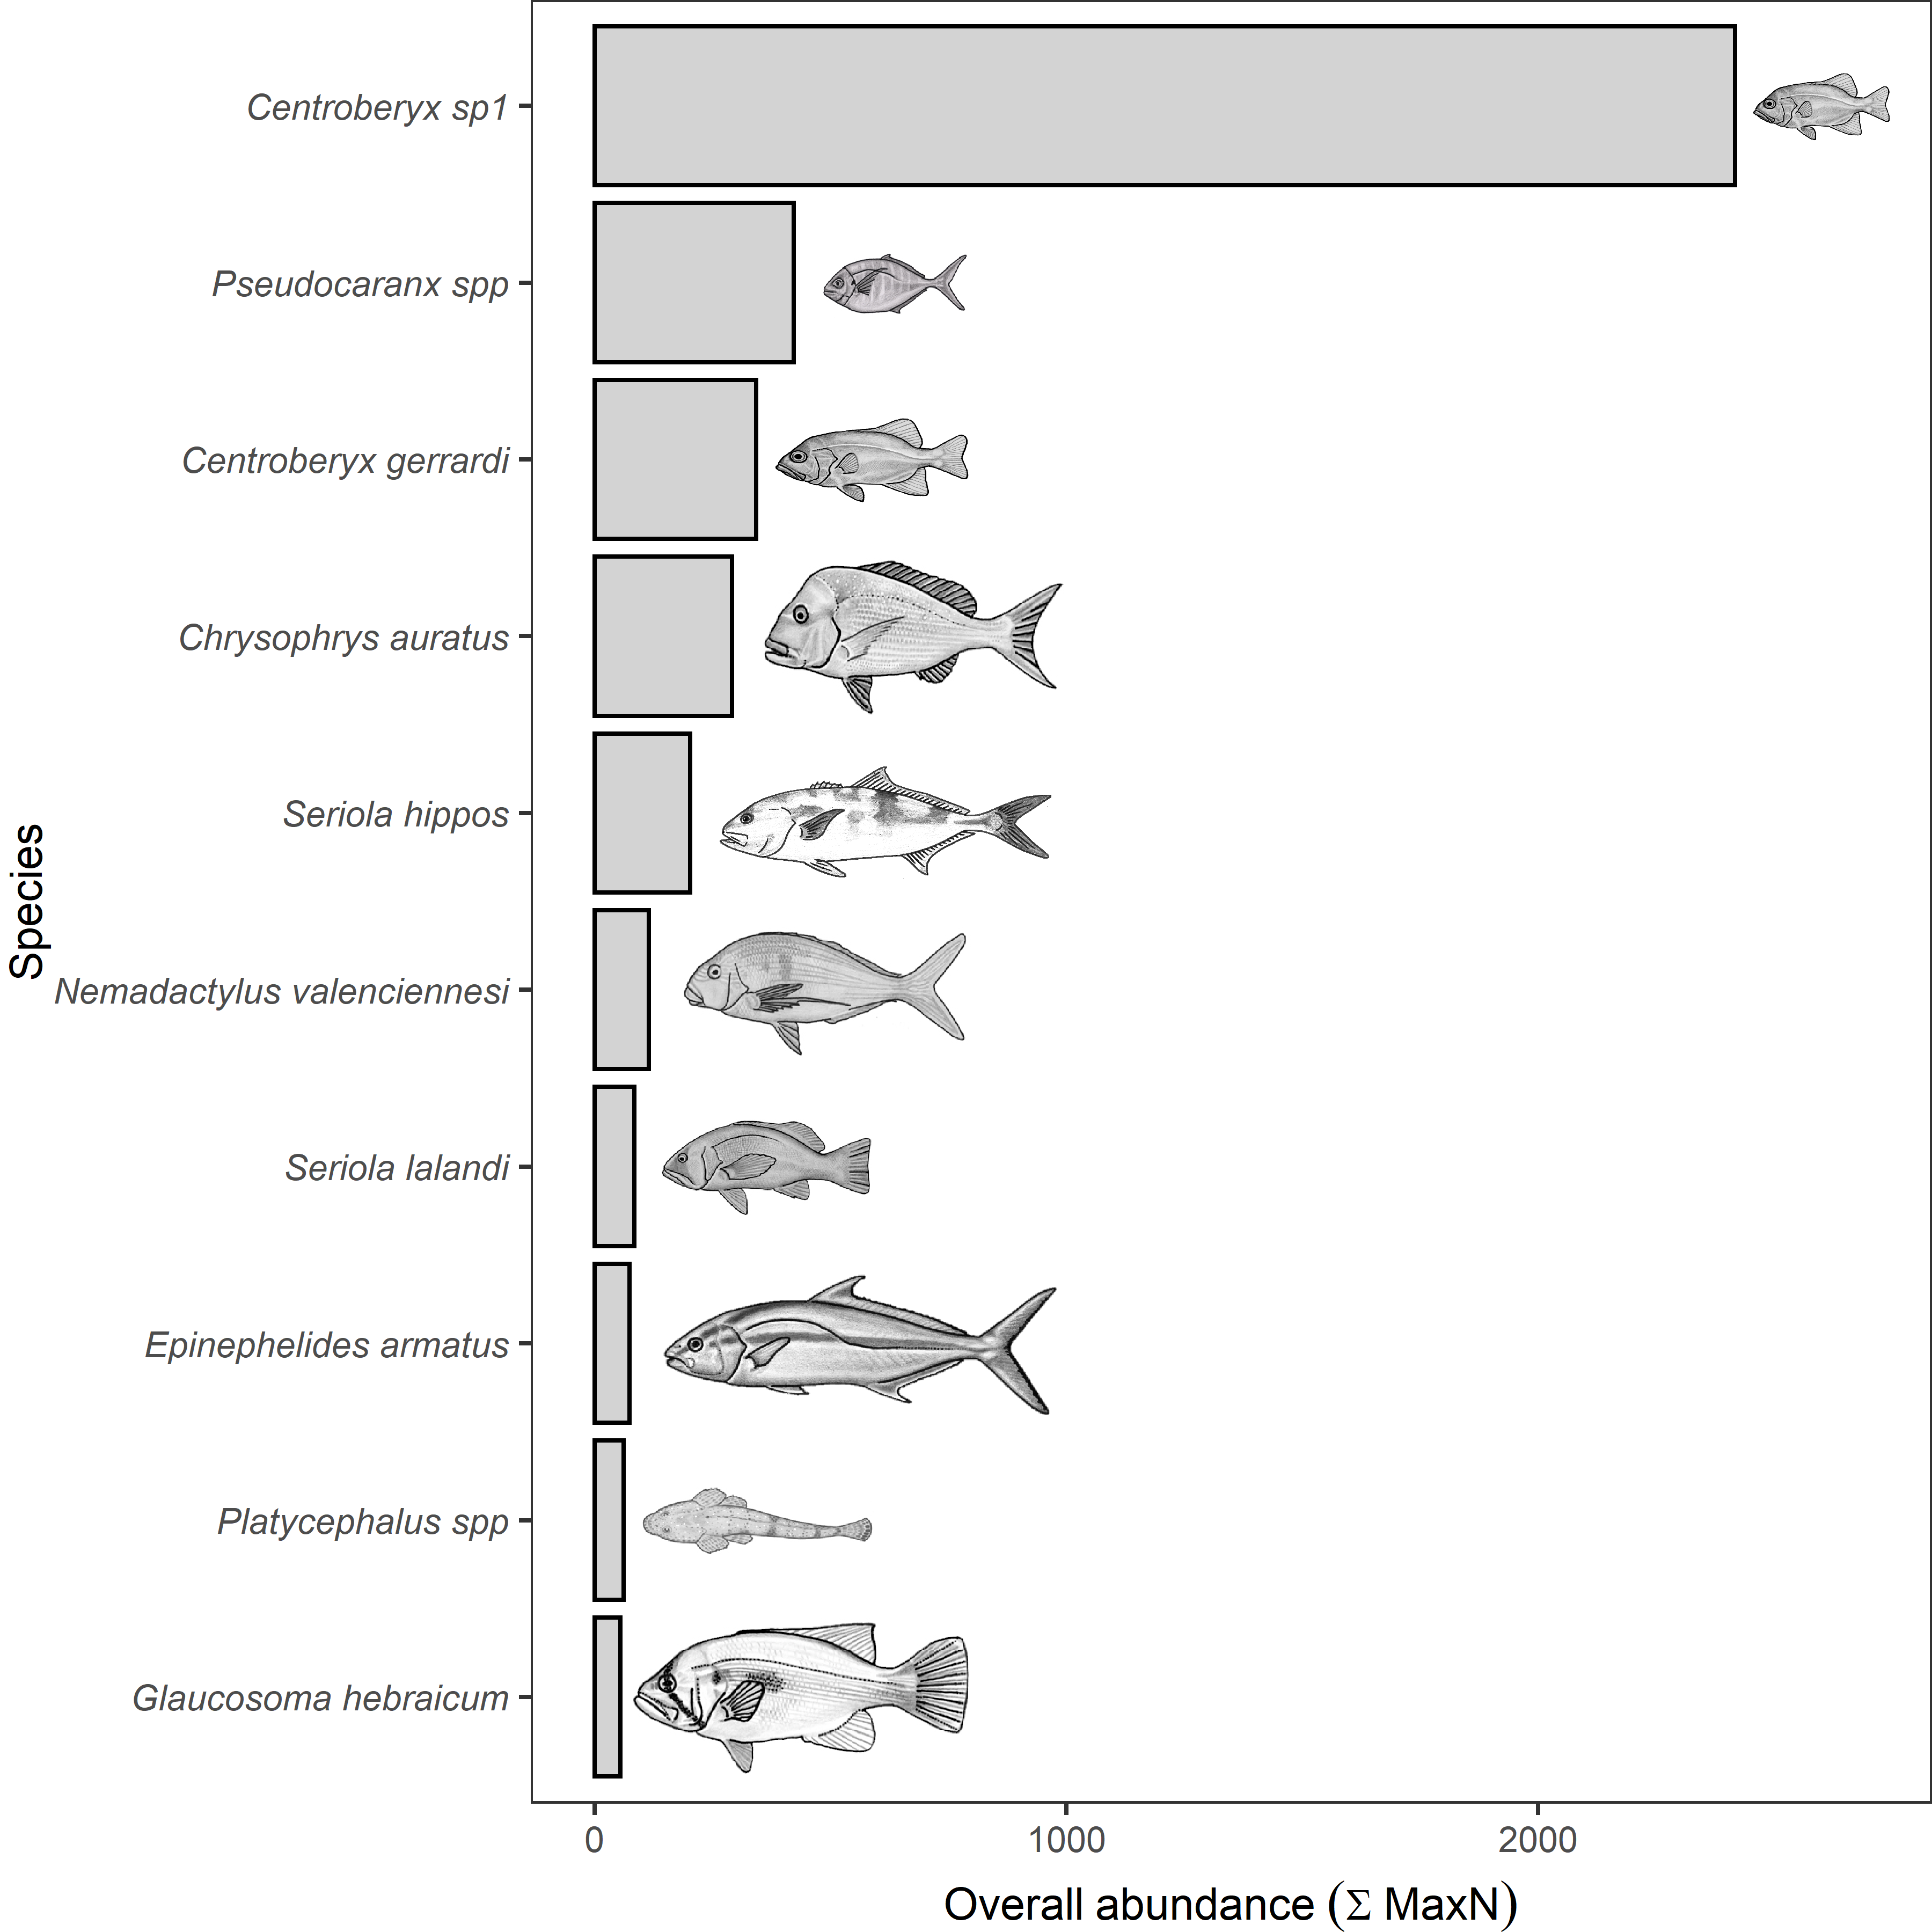 Centroberyx sp1
Pseudocaranx spp
Centroberyx gerrardi
Chrysophrys auratus
Seriola hippos
Species
Nemadactylus valenciennesi
Seriola lalandi
Epinephelides armatus
Platycephalus spp
Glaucosoma hebraicum
0 1000 2000
Overall abundance (Σ MaxN)